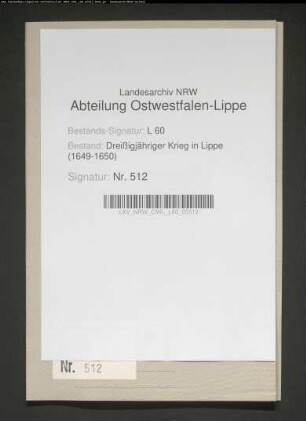 Landesarchiv NRW
Abteilung Ostwestfalen-Lippe
Bestands-Signatur: L 60
Bestand: Dreißigjähriger Krieg in Lippe
(1649-1650)
Signatur: Nr. 512
LAV_NRW_OWL_L60_00512
Nr. 512